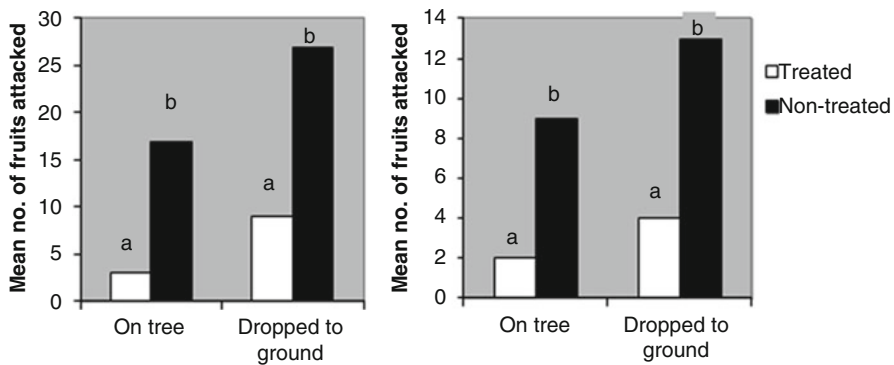 Mean no. of fruits attacked
30
25
20
15
10
5
0
a
b
a
b
On tree
Dropped to
ground
Mean no. of fruits attacked
14
12
10
8
6
4
2
0
a
b
a
b
On tree
Dropped to
ground
Treated
Non-treated